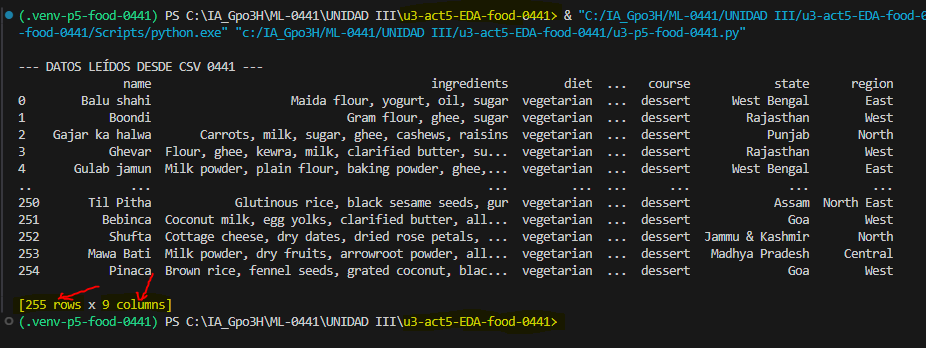 (.venv-p5-food-0441) PS C:\IA_Gpo3H\ML-0441\UNIDAD III\u3-act5-EDA-food-0441> & "C:/IA_Gpo3H/ML-0441/UNIDAD III/u3-act5-EDA-food-0441/.venv-p5
-food-0441/Scripts/python.exe" "c:/IA_Gpo3H/ML-0441/UNIDAD III/u3-act5-EDA-food-0441/u3-p5-food-0441.py"
--- DATOS LEÍDOS DESDE CSV 0441 ---
name ingredients diet ... course state region
0 Balu shahi Maida flour, yogurt, oil, sugar vegetarian ... dessert West Bengal East
1 Boondi Gram flour, ghee, sugar vegetarian ... dessert Rajasthan West
2 Gajar ka halwa Carrots, milk, sugar, ghee, cashews, raisins vegetarian ... dessert Punjab North
3 Ghevar Flour, ghee, kewra, milk, clarified butter, su... vegetarian ... dessert Rajasthan West
4 Gulab jamun Milk powder, plain flour, baking powder, ghee,... vegetarian ... dessert West Bengal East
.. ... ... ... ... ... ... ...
250 Til Pitha Glutinous rice, black sesame seeds, gur vegetarian ... dessert Assam North East
251 Bebinca Coconut milk, egg yolks, clarified butter, all... vegetarian ... dessert Goa West
252 Shufta Cottage cheese, dry dates, dried rose petals, ... vegetarian ... dessert Jammu & Kashmir North
253 Mawa Bati Milk powder, dry fruits, arrowroot powder, all... vegetarian ... dessert Madhya Pradesh Central
254 Pinaca Brown rice, fennel seeds, grated coconut, blac... vegetarian ... dessert Goa West
[255 rows x 9 columns]
(.venv-p5-food-0441) PS C:\IA_Gpo3H\ML-0441\UNIDAD III\u3-act5-EDA-food-0441>